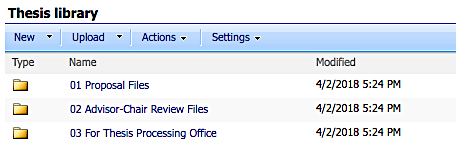 Thesis library
New Upload Actions Settings
Type Name Modified
01 Proposal Files 4/2/2018 5:24 PM
02 Advisor-Chair Review Files 4/2/2018 5:24 PM
03 For Thesis Processing Office 4/2/2018 5:24 PM